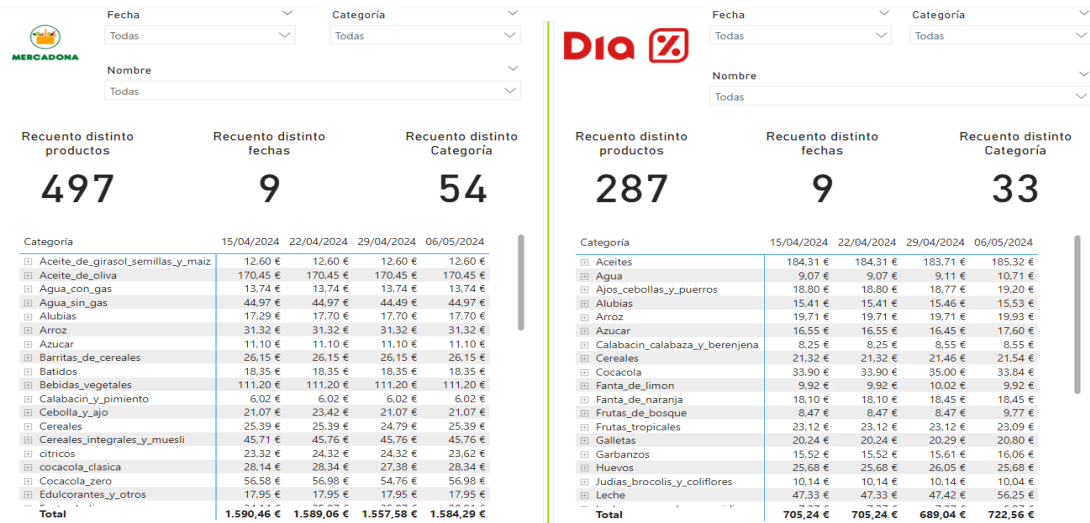 Fecha
Categoría
Todas
Todas
MERCADONA
Nombre
Todas
Recuento distinto productos
Recuento distinto fechas
Recuento distinto Categoría
497
9
54
Categoría 15/04/2024 22/04/2024 29/04/2024 06/05/2024
Aceite_de_girasol_semillas_y_maiz 12,60 € 12,60 € 12,60 € 12,60 €
Aceite_de_oliva 170,45 € 170,45 € 170,45 € 170,45 €
Agua_con_gas 13,74 € 13,74 € 13,74 € 13,74 €
Agua_sin_gas 44,97 € 44,97 € 44,49 € 44,97 €
Alubias 17,29 € 17,70 € 17,70 € 17,70 €
Arroz 31,32 € 31,32 € 31,32 € 31,32 €
Azucar 11,10 € 11,10 € 11,10 € 11,10 €
Barritas_de_cereales 26,15 € 26,15 € 26,15 € 26,15 €
Batidos 18,35 € 18,35 € 18,35 € 18,35 €
Bebidas_vegetales 111,20 € 111,20 € 111,20 € 111,20 €
Calabacin_y_pimiento 6,02 € 6,02 € 6,02 € 6,02 €
Cebolla_y_ajo 21,07 € 23,42 € 21,07 € 21,07 €
Cereales 25,39 € 25,39 € 24,79 € 25,39 €
Cereales_integrales_y_muesli 45,71 € 45,76 € 45,76 € 45,76 €
citricos 23,32 € 24,32 € 24,32 € 23,62 €
cocacola_clasica 28,14 € 28,34 € 27,38 € 28,34 €
Cocacola_zero 56,58 € 56,98 € 54,76 € 56,98 €
Edulcorantes_y_otros 17,95 € 17,95 € 17,95 € 17,95 €
Total 1.590,46 € 1.589,06 € 1.557,58 € 1.584,29 €
Fecha
Categoría
Todas
Todas
Dia %
Nombre
Todas
Recuento distinto productos
Recuento distinto fechas
Recuento distinto Categoría
287
9
33
Categoría 15/04/2024 22/04/2024 29/04/2024 06/05/2024
Aceites 184,31 € 184,31 € 183,71 € 185,32 €
Agua 9,07 € 9,07 € 9,11 € 10,71 €
Ajos_cebollas_y_puerros 18,80 € 18,80 € 18,77 € 19,20 €
Alubias 15,41 € 15,41 € 15,46 € 15,53 €
Arroz 19,71 € 19,71 € 19,71 € 19,93 €
Azucar 16,55 € 16,55 € 16,45 € 17,60 €
Calabacin_calabaza_y_berenjena 8,25 € 8,25 € 8,55 € 8,55 €
Cereales 21,32 € 21,32 € 21,46 € 21,54 €
Cocacola 33,90 € 33,90 € 35,00 € 33,84 €
Fanta_de_limon 9,92 € 9,92 € 10,02 € 9,92 €
Fanta_de_naranja 18,10 € 18,10 € 18,45 € 18,45 €
Frutas_de_bosque 8,47 € 8,47 € 8,47 € 9,77 €
Frutas_tropicales 23,12 € 23,12 € 23,12 € 23,09 €
Galletas 20,24 € 20,24 € 20,29 € 20,80 €
Garbanzos 15,52 € 15,52 € 15,61 € 16,06 €
Huevos 25,68 € 25,68 € 26,05 € 25,68 €
Judias_brocolis_y_coliflores 10,14 € 10,14 € 10,14 € 10,04 €
Leche 47,33 € 47,33 € 47,42 € 56,25 €
Total 705,24 € 705,24 € 689,04 € 722,56 €